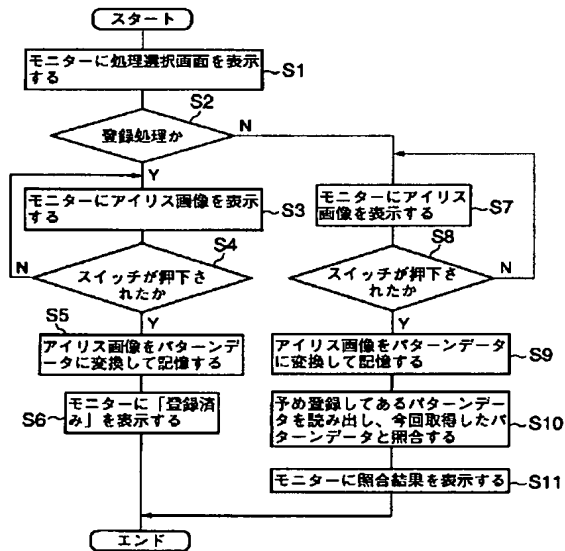 スタート
モニターに処理選択画面を表示
する
S1
S2
登録処理か
N
Y
モニターにアイリス画像を表示
する
S3
S4
N
スイッチが押下さ
れたか
Y
S5
アイリス画像をパターンデ
ータに変換して記憶する
S6
モニターに「登録済
み」を表示する
モニターにアイリス
画像を表示する
S7
S8
スイッチが押下さ
れたか
N
Y
アイリス画像をパターンデータ
に変換して記憶する
S9
予め登録してあるパターンデー
タを読み出し、今回取得したパ
ターンデータと照合する
S10
モニターに照合結果を表示する
S11
エンド